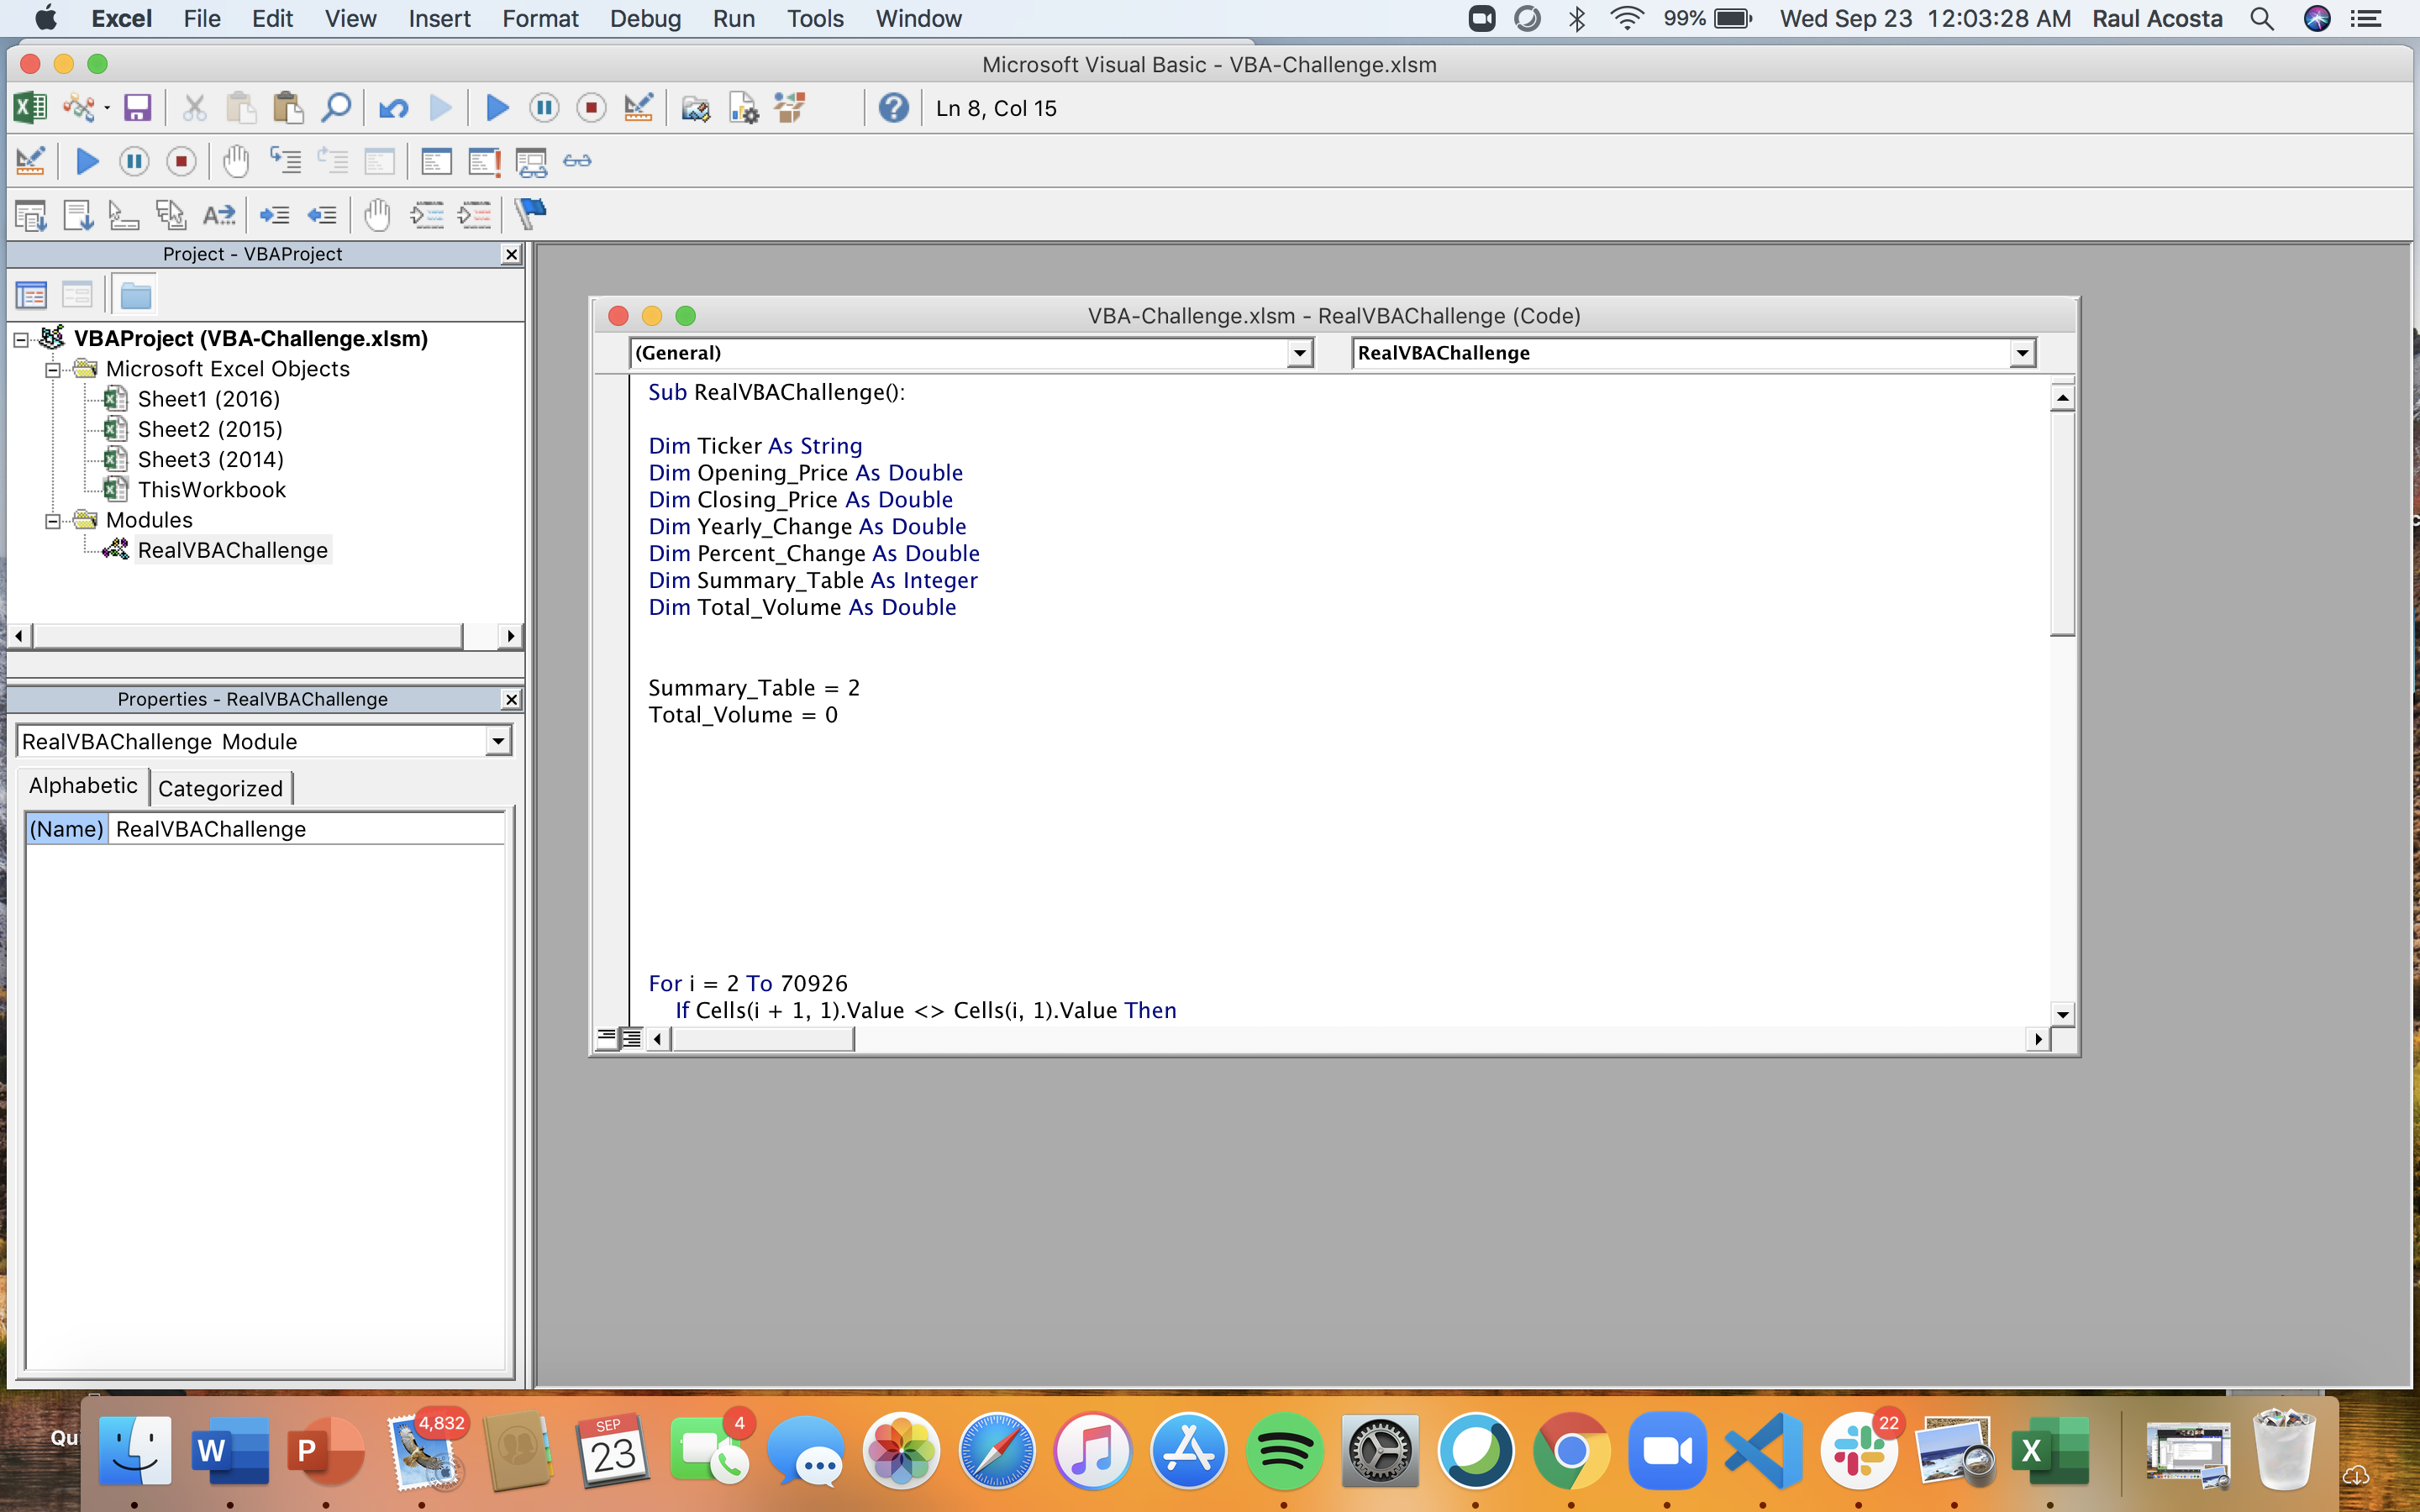 Excel File Edit View Insert Format Debug Run Tools Window 99% Wed Sep 23 12:03:28 AM Raul Acosta
Microsoft Visual Basic - VBA-Challenge.xlsm
Ln 8, Col 15
Project - VBAProject
VBAProject (VBA-Challenge.xlsm)
Microsoft Excel Objects
Sheet1 (2016)
Sheet2 (2015)
Sheet3 (2014)
ThisWorkbook
Modules
RealVBAChallenge
Properties - RealVBAChallenge
RealVBAChallenge Module
Alphabetic Categorized
(Name) RealVBAChallenge
VBA-Challenge.xlsm - RealVBAChallenge (Code)
(General) RealVBAChallenge
Sub RealVBAChallenge():
Dim Ticker As String
Dim Opening_Price As Double
Dim Closing_Price As Double
Dim Yearly_Change As Double
Dim Percent_Change As Double
Dim Summary_Table As Integer
Dim Total_Volume As Double
Summary_Table = 2
Total_Volume = 0
For i = 2 To 70926
If Cells(i + 1, 1).Value <> Cells(i, 1).Value Then
Qu
W
P
4,832
SEP
23
4
22
X